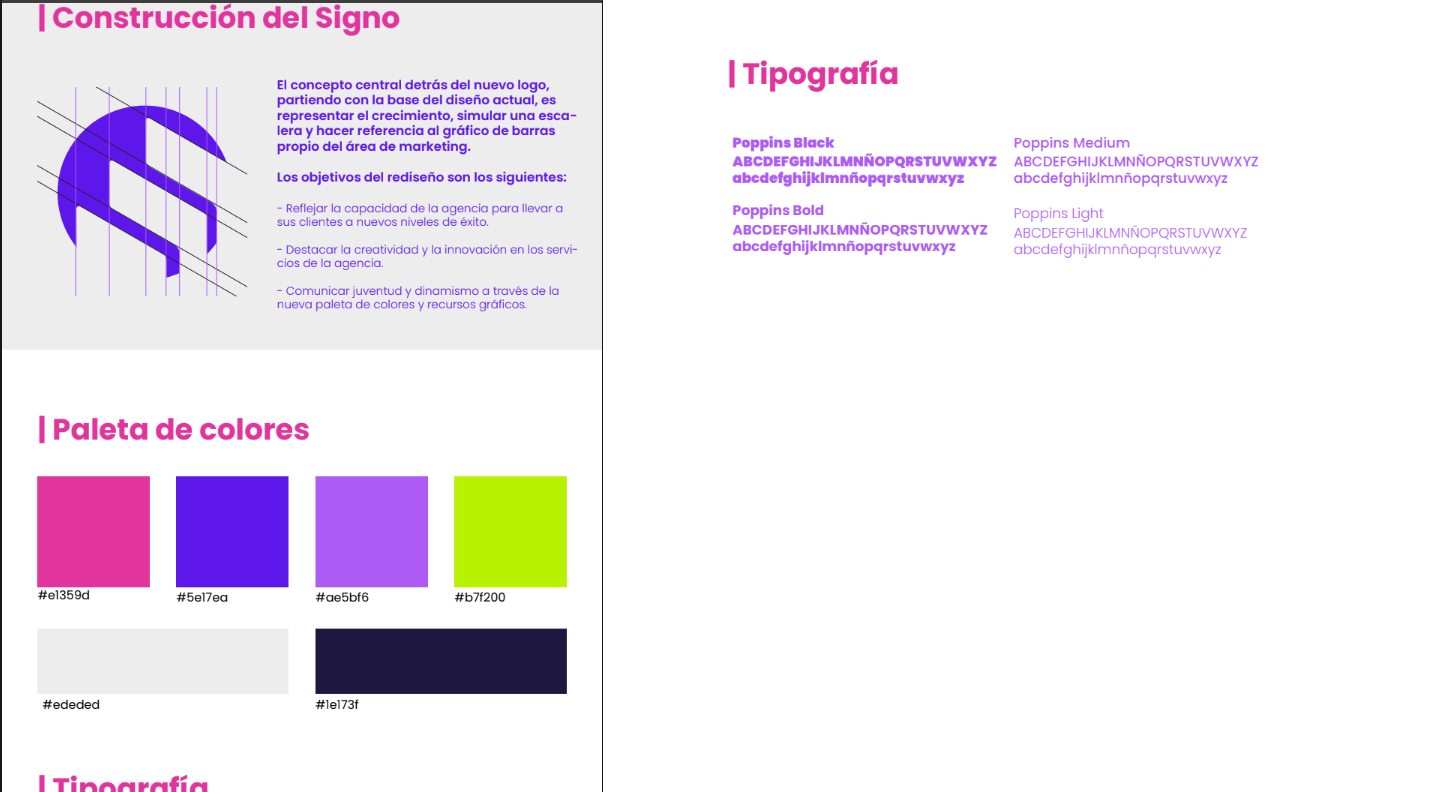 | Construcción del Signo
El concepto central detrás del nuevo logo,
partiendo con la base del diseño actual, es
representar el crecimiento, simular una esca-
lera y hacer referencia al gráfico de barras
propio del área de marketing.
Los objetivos del rediseño son los siguientes:
- Reflejar la capacidad de la agencia para llevar a
sus clientes a nuevos niveles de éxito.
- Destacar la creatividad y la innovación en los servi-
cios de la agencia.
- Comunicar juventud y dinamismo a través de la
nueva paleta de colores y recursos gráficos.
| Paleta de colores
#e1359d
#5e17ea
#ae5bf6
#b7f200
#ededed
#1e173f
| Tipografía
| Tipografía
Poppins Black
ABCDEFGHIJKLMNÑOPQRSTUVWXYZ
abcdefghijklmnñopqrstuvwxyz
Poppins Bold
ABCDEFGHIJKLMNÑOPQRSTUVWXYZ
abcdefghijklmnñopqrstuvwxyz
Poppins Medium
ABCDEFGHIJKLMNÑOPQRSTUVWXYZ
abcdefghijklmnñopqrstuvwxyz
Poppins Light
ABCDEFGHIJKLMNÑOPQRSTUVWXYZ
abcdefghijklmnñopqrstuvwxyz